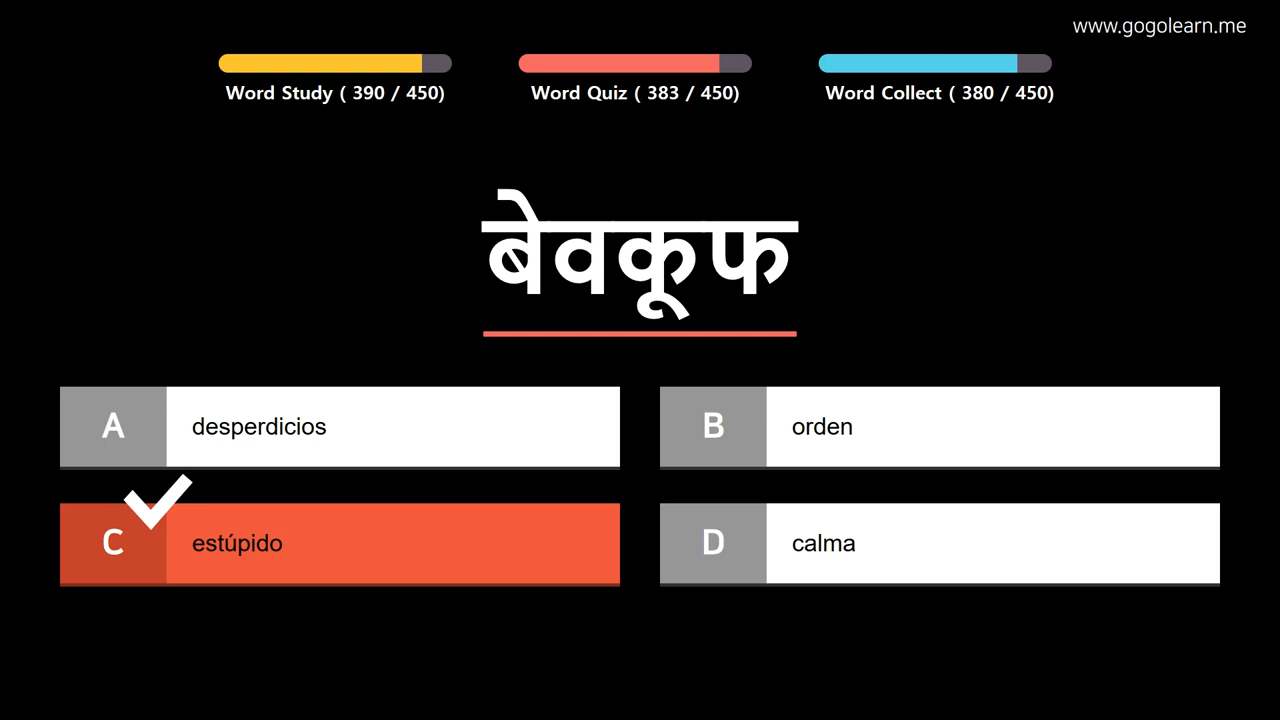 www.gogolearn.me
Word Study ( 390 / 450)
Word Quiz ( 383 / 450)
Word Collect ( 380 / 450)
बेवकूफ
A desperdicios
B orden
C estúpido
D calma